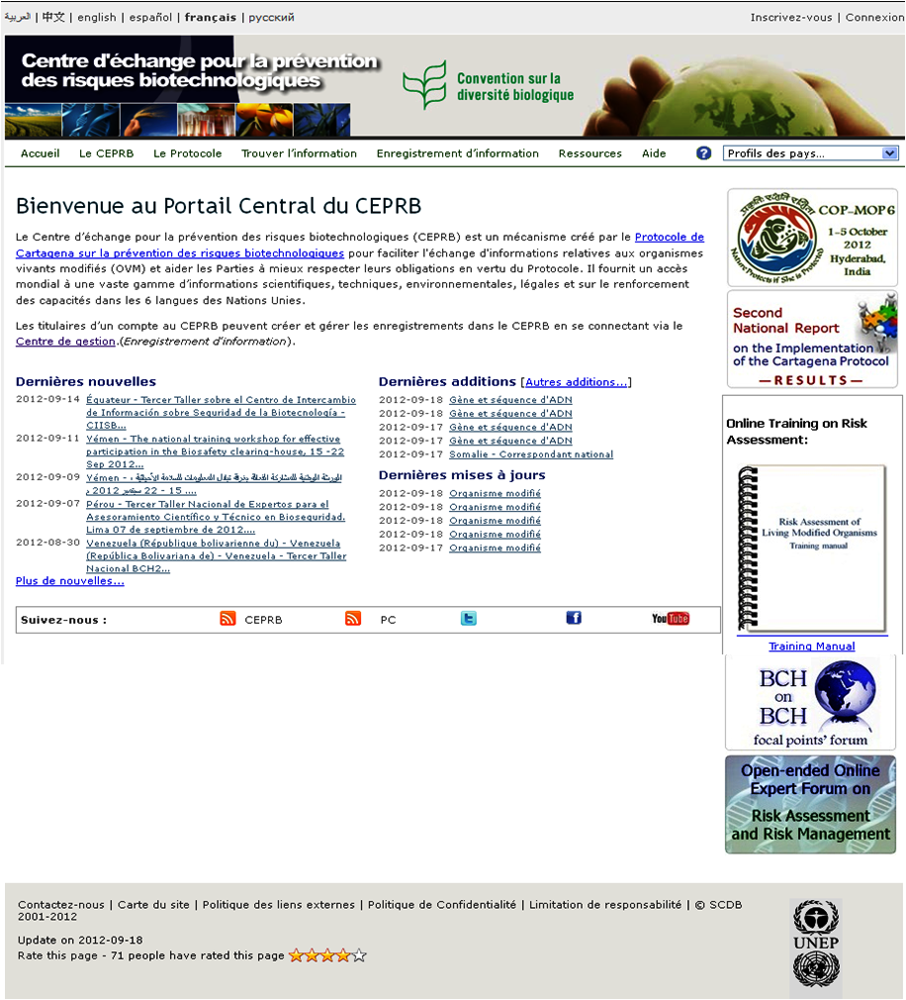 العربية | 中文 | english | español | français | русский
Inscrivez-vous | Connexion
Centre d'échange pour la prévention
des risques biotechnologiques
Convention sur la
diversité biologique
Accueil Le CEPRB Le Protocole Trouver l'information Enregistrement d'information Ressources Aide ? Profils des pays...
Bienvenue au Portail Central du CEPRB
Le Centre d'échange pour la prévention des risques biotechnologiques (CEPRB) est un mécanisme créé par le Protocole de
Cartagena sur la prévention des risques biotechnologiques pour faciliter l'échange d'informations relatives aux organismes
vivants modifiés (OVM) et aider les Parties à mieux respecter leurs obligations en vertu du Protocole. Il fournit un accès
mondial à une vaste gamme d'informations scientifiques, techniques, environnementales, légales et sur le renforcement
des capacités dans les 6 langues des Nations Unies.
Les titulaires d'un compte au CEPRB peuvent créer et gérer les enregistrements dans le CEPRB en se connectant via le
Centre de gestion.(Enregistrement d'information).
Dernières nouvelles
2012-09-14 Équateur - Tercer Taller sobre el Centro de Intercambio
de Información sobre Seguridad de la Biotecnología -
CIISB...
2012-09-11 Yémen - The national training workshop for effective
participation in the Biosafety clearing-house, 15 -22
Sep 2012...
2012-09-09 Yémen - الورشة الوطنية للمشاركة الفعالة بغرفة تبادل المعلومات للسلامة الأحيائية ،
15 - 22 سبتمبر 2012 م ....
2012-09-07 Pérou - Tercer Taller Nacional de Expertos para el
Asesoramiento Científico y Técnico en Bioseguridad.
Lima 07 de septiembre de 2012....
2012-08-30 Venezuela (République bolivarienne du) - Venezuela
(República Bolivariana de) - Venezuela - Tercer Taller
Nacional BCH2...
Plus de nouvelles...
Dernières additions [Autres additions...]
2012-09-18 Gène et séquence d'ADN
2012-09-18 Gène et séquence d'ADN
2012-09-17 Gène et séquence d'ADN
2012-09-17 Gène et séquence d'ADN
2012-09-17 Somalie - Correspondant national
Dernières mises à jours
2012-09-18 Organisme modifié
2012-09-18 Organisme modifié
2012-09-18 Organisme modifié
2012-09-18 Organisme modifié
2012-09-17 Organisme modifié
Suivez-nous : CEPRB PC YouTube
प्रकृतिः रक्षति रक्षिता
Nature Protects if She is Protected
COP-MOP 6
1-5 October
2012
Hyderabad,
India
Second
National Report
on the Implementation
of the Cartagena Protocol
—RESULTS—
Online Training on Risk
Assessment:
Risk Assessment of
Living Modified Organisms
Training manual
Training Manual
BCH
on
BCH
focal points' forum
Open-ended Online
Expert Forum on
Risk Assessment
and Risk Management
Contactez-nous | Carte du site | Politique des liens externes | Politique de Confidentialité | Limitation de responsabilité | © SCDB
2001-2012
Update on 2012-09-18
Rate this page - 71 people have rated this page
UNEP